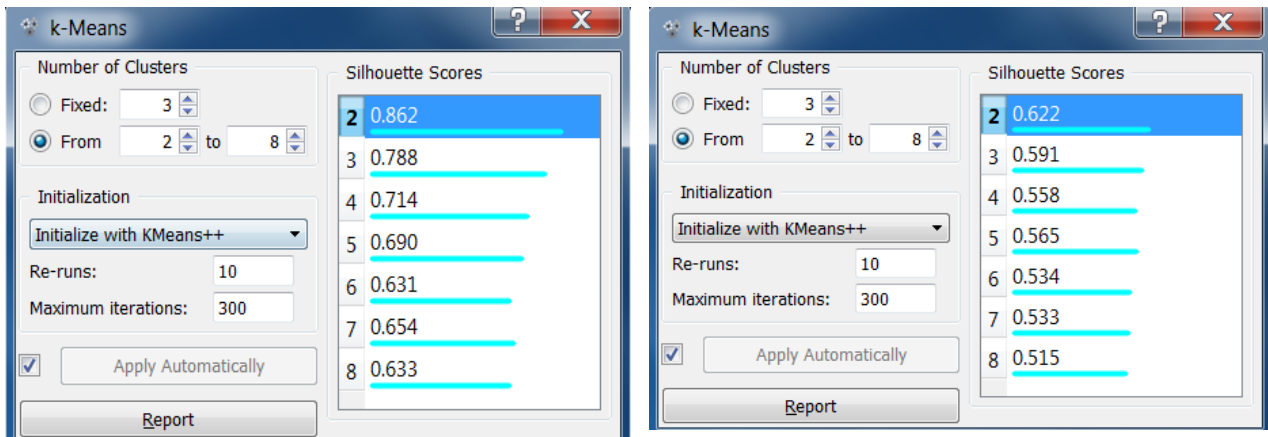 k-Means
Number of Clusters
Fixed: 3
From 2 to 8
Initialization
Initialize with KMeans++
Re-runs: 10
Maximum iterations: 300
Apply Automatically
Report
Silhouette Scores
2 0.862
3 0.788
4 0.714
5 0.690
6 0.631
7 0.654
8 0.633
k-Means
Number of Clusters
Fixed: 3
From 2 to 8
Initialization
Initialize with KMeans++
Re-runs: 10
Maximum iterations: 300
Apply Automatically
Report
Silhouette Scores
2 0.622
3 0.591
4 0.558
5 0.565
6 0.534
7 0.533
8 0.515